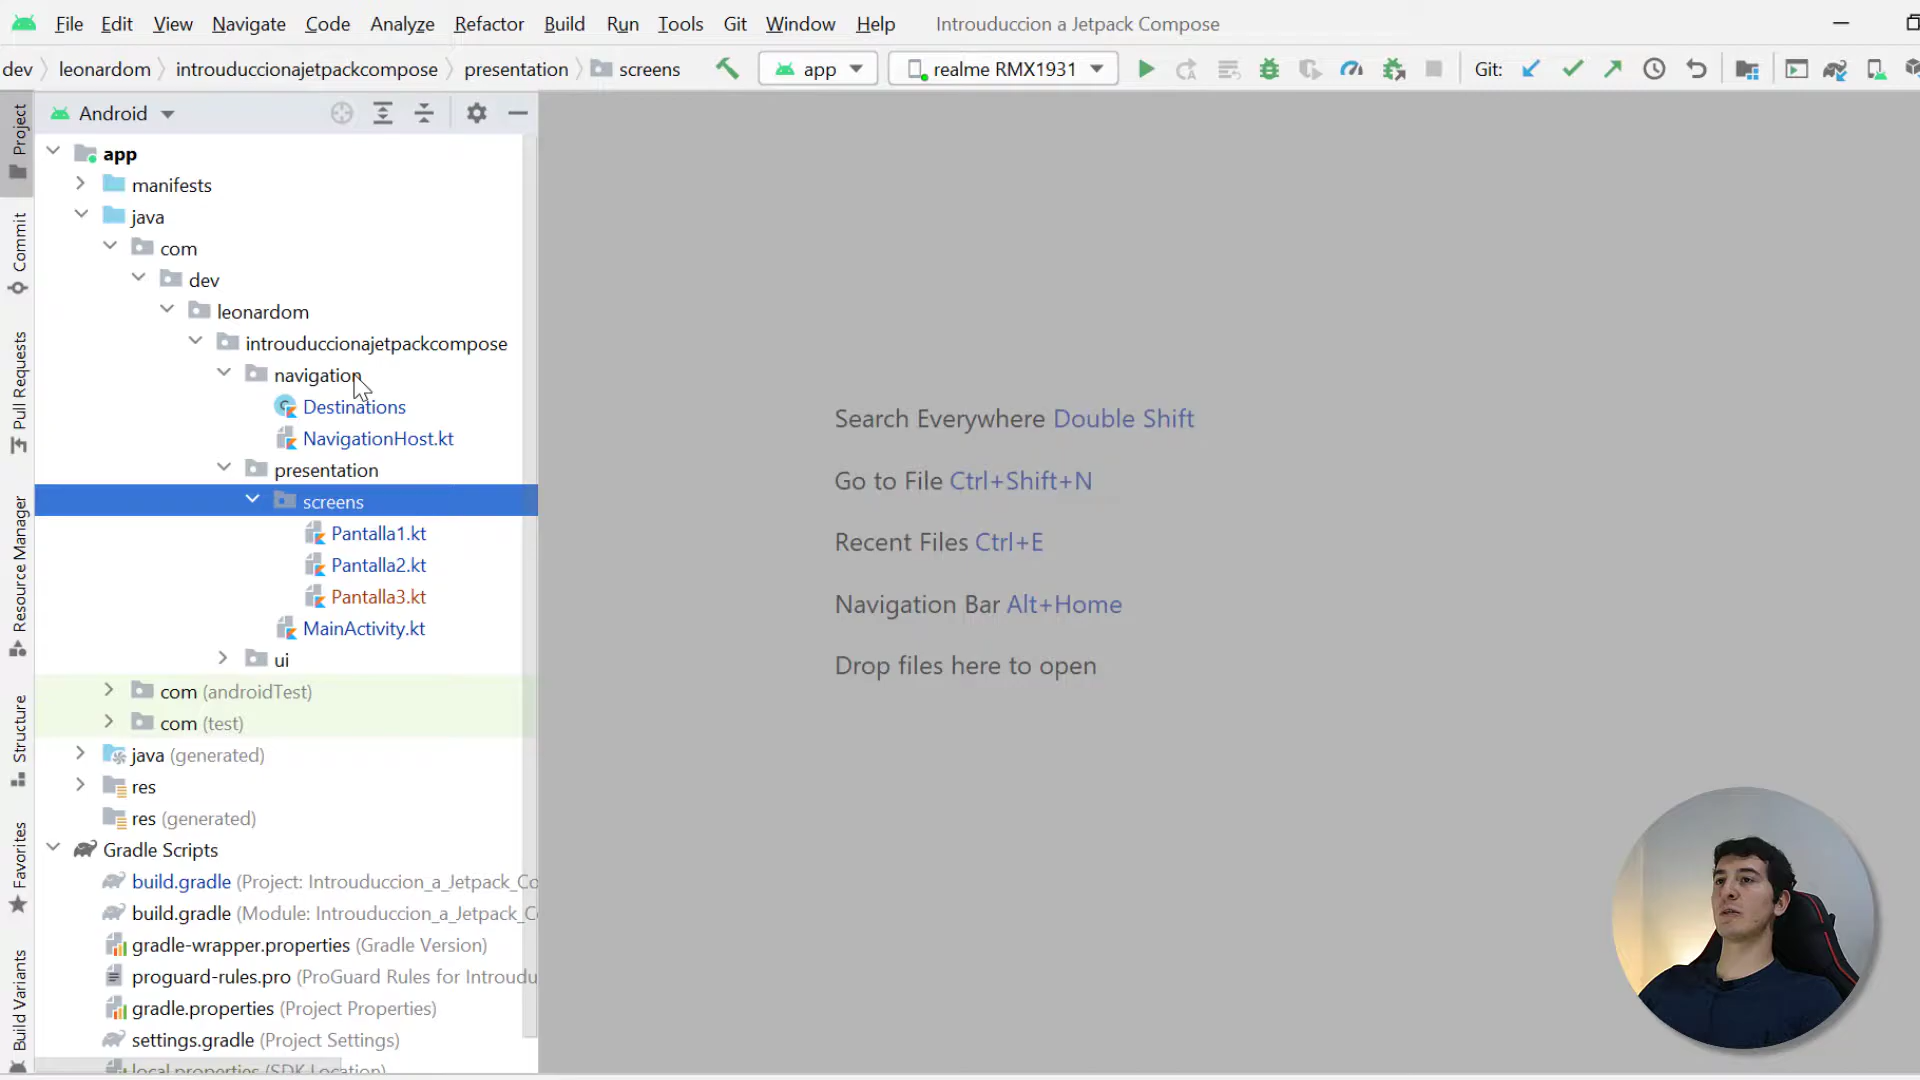 File Edit View Navigate Code Analyze Refactor Build Run Tools Git Window Help Introuduccion a Jetpack Compose
dev leonardom introuduccionajetpackcompose presentation screens app realme RMX1931 Git:
Android
Project
Commit
Pull Requests
Resource Manager
Structure
Favorites
Build Variants
app
manifests
java
com
dev
leonardom
introuduccionajetpackcompose
navigation
Destinations
NavigationHost.kt
presentation
screens
Pantalla1.kt
Pantalla2.kt
Pantalla3.kt
MainActivity.kt
ui
com (androidTest)
com (test)
java (generated)
res
res (generated)
Gradle Scripts
build.gradle (Project: Introuduccion_a_Jetpack_Co
build.gradle (Module: Introuduccion_a_Jetpack_C
gradle-wrapper.properties (Gradle Version)
proguard-rules.pro (ProGuard Rules for Introudu
gradle.properties (Project Properties)
settings.gradle (Project Settings)
local.properties (SDK Location)
Search Everywhere Double Shift
Go to File Ctrl+Shift+N
Recent Files Ctrl+E
Navigation Bar Alt+Home
Drop files here to open